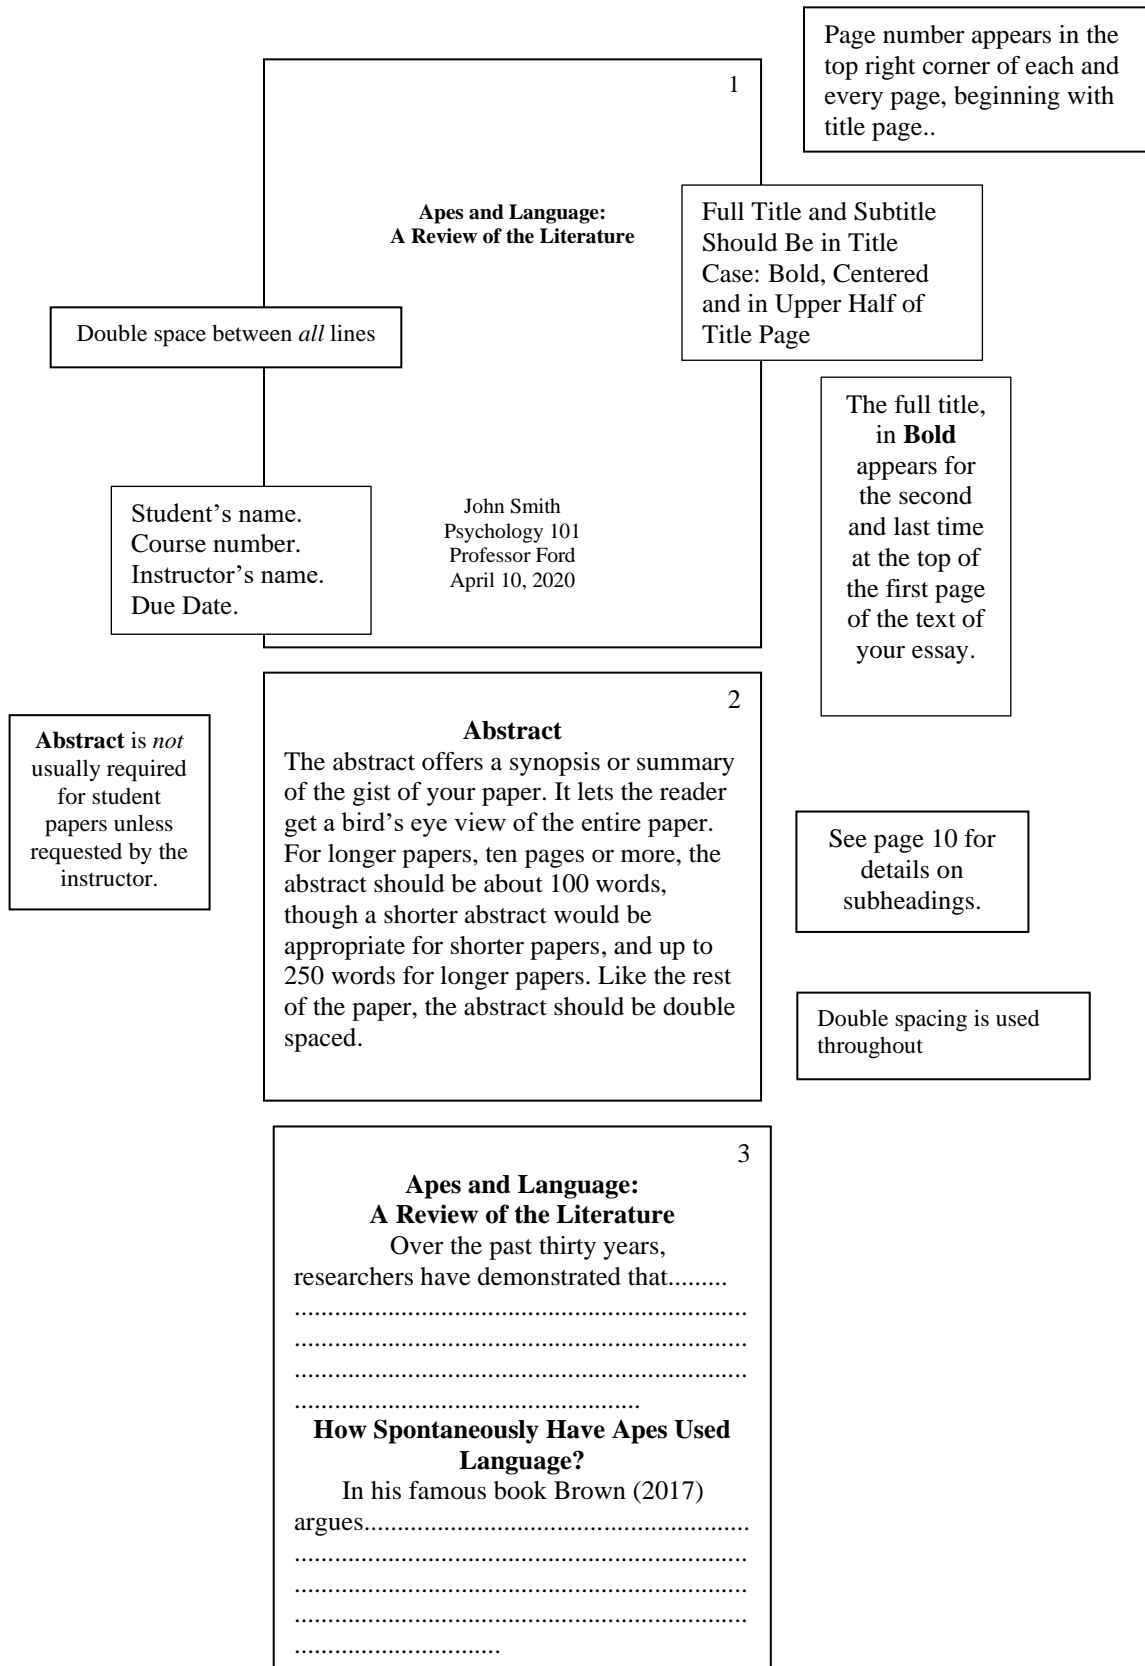 Page number appears in the
top right corner of each and
every page, beginning with
title page..
1
Apes and Language:
A Review of the Literature
Full Title and Subtitle
Should Be in Title
Case: Bold, Centered
and in Upper Half of
Title Page
Double space between all lines
The full title,
in Bold
appears for
the second
and last time
at the top of
the first page
of the text of
your essay.
Student’s name.
Course number.
Instructor’s name.
Due Date.
John Smith
Psychology 101
Professor Ford
April 10, 2020
2
Abstract
The abstract offers a synopsis or summary
of the gist of your paper. It lets the reader
get a bird’s eye view of the entire paper.
For longer papers, ten pages or more, the
abstract should be about 100 words,
though a shorter abstract would be
appropriate for shorter papers, and up to
250 words for longer papers. Like the rest
of the paper, the abstract should be double
spaced.
Abstract is not
usually required
for student
papers unless
requested by the
instructor.
See page 10 for
details on
subheadings.
Double spacing is used
throughout
3
Apes and Language:
A Review of the Literature
Over the past thirty years,
researchers have demonstrated that.........
....................................................................
....................................................................
....................................................................
....................................................
How Spontaneously Have Apes Used
Language?
In his famous book Brown (2017)
argues..........................................................
....................................................................
....................................................................
....................................................................
...............................